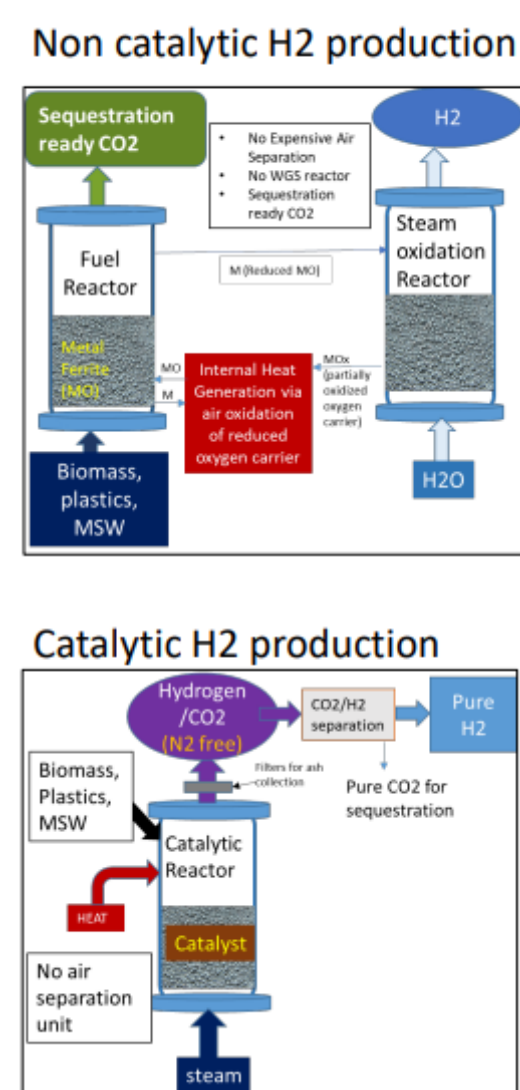 Non catalytic H2 production
Sequestration
ready CO2
• No Expensive Air
Separation
• No WGS reactor
• Sequestration
ready CO2
H2
Fuel
Reactor
M (Reduced MO)
Steam
oxidation
Reactor
Metal
Ferrite
(MO)
MO
M
Internal Heat
Generation via
air oxidation
of reduced
oxygen carrier
MOx
(partially
oxidized
oxygen
carrier)
Biomass,
plastics,
MSW
H2O
Catalytic H2 production
Hydrogen
/CO2
(N2 free)
CO2/H2
separation
Pure
H2
Filters for ash
collection
Pure CO2 for
sequestration
Biomass,
Plastics,
MSW
Catalytic
Reactor
HEAT
Catalyst
No air
separation
unit
steam